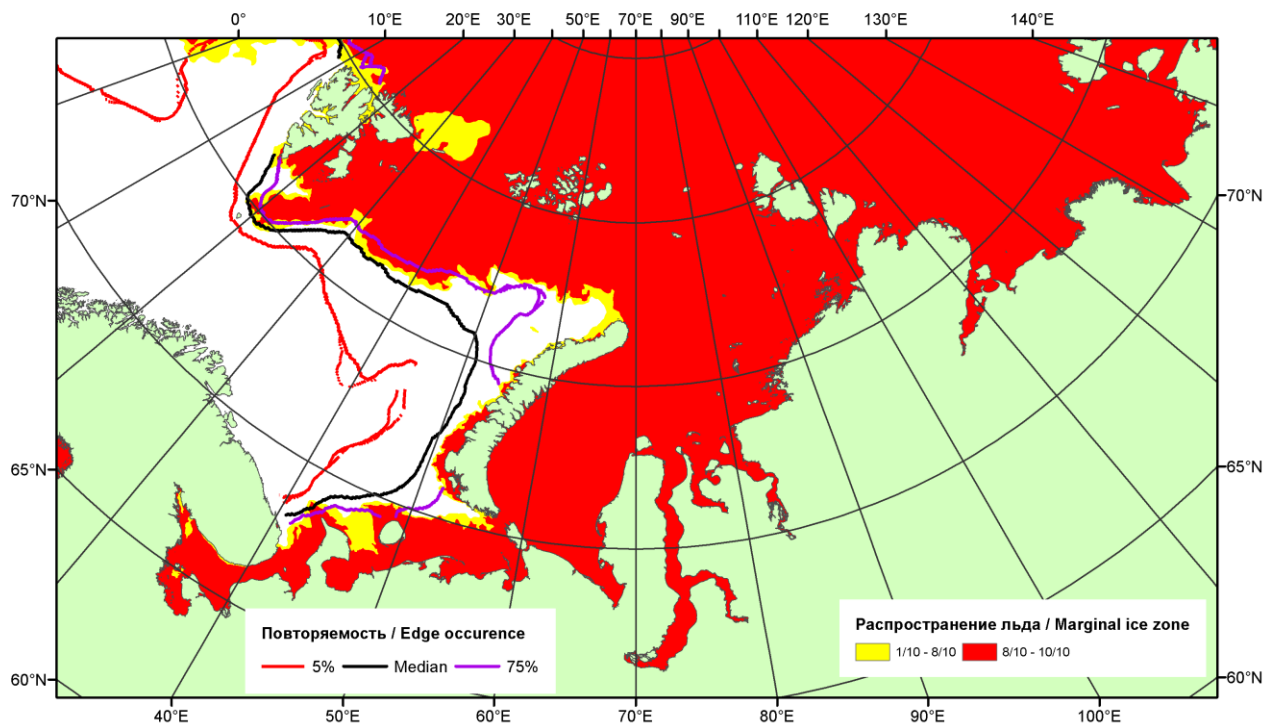 0° 10°E 20°E 30°E 50°E 70°E 90°E 110°E 120°E 130°E 140°E
70°N 70°N
65°N 65°N
Повторяемость / Edge occurence
5% Median 75%
Распространение льда / Marginal ice zone
1/10 - 8/10 8/10 - 10/10
60°N 60°N
40°E 50°E 60°E 70°E 80°E 90°E 100°E